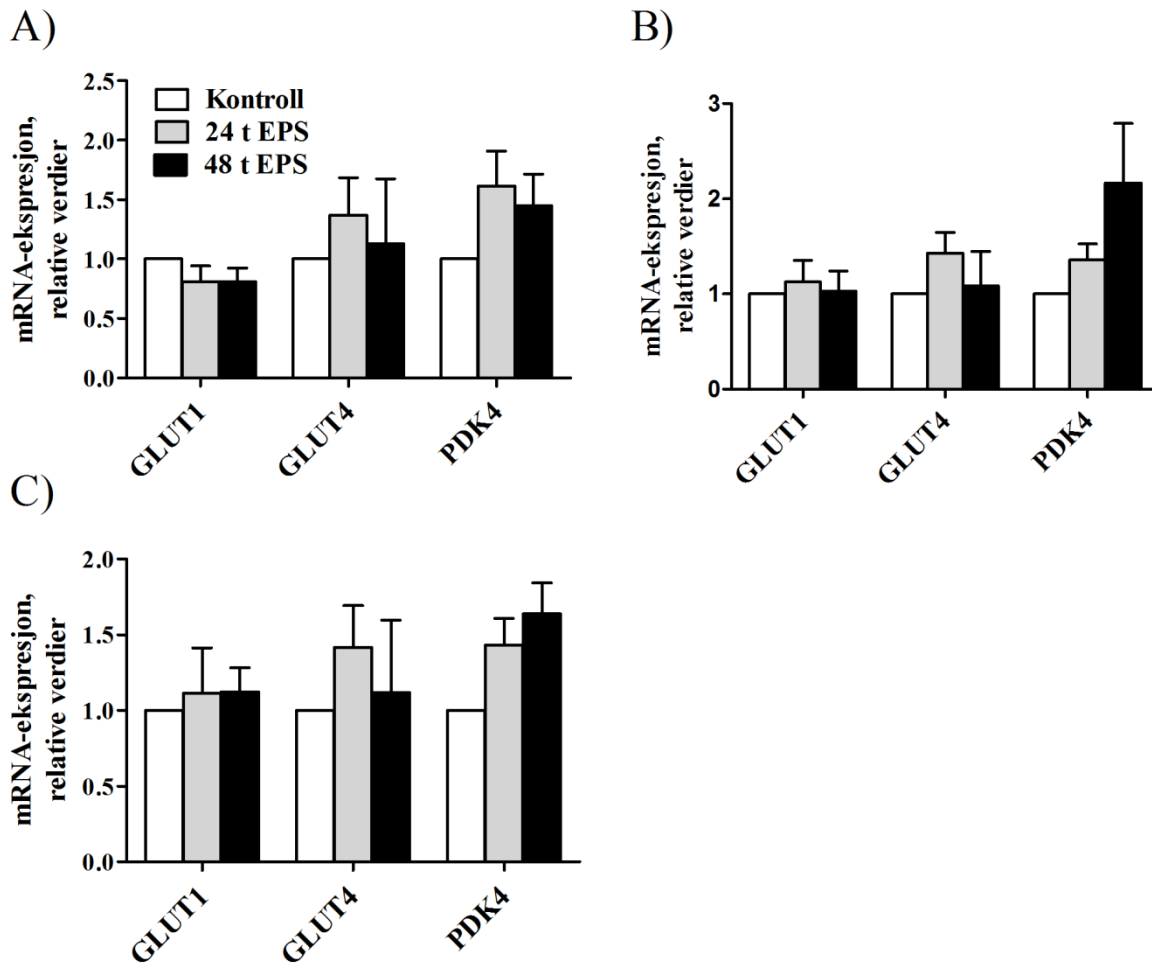 A)
mRNA-ekspresjon,
relative verdier
2.5
2.0
1.5
1.0
0.5
0.0
Kontroll
24 t EPS
48 t EPS
GLUT1
GLUT4
PDK4
B)
mRNA-ekspresjon,
relative verdier
3
2
1
0
GLUT1
GLUT4
PDK4
C)
mRNA-ekspresjon,
relative verdier
2.0
1.5
1.0
0.5
0.0
GLUT1
GLUT4
PDK4